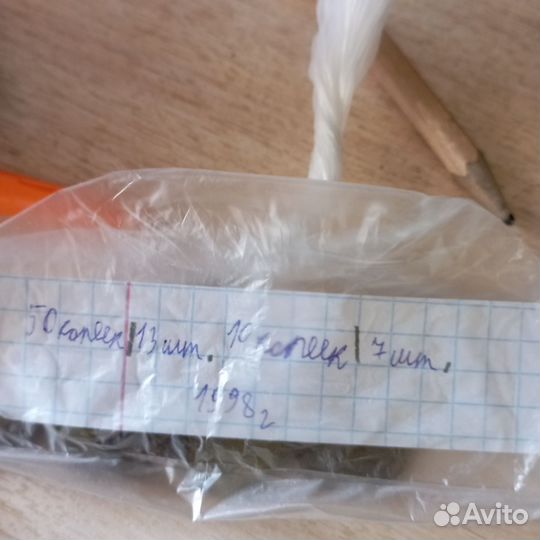 50 копеек | 13 шт. 10 копеек | 7 шт.
1998 г
Avito